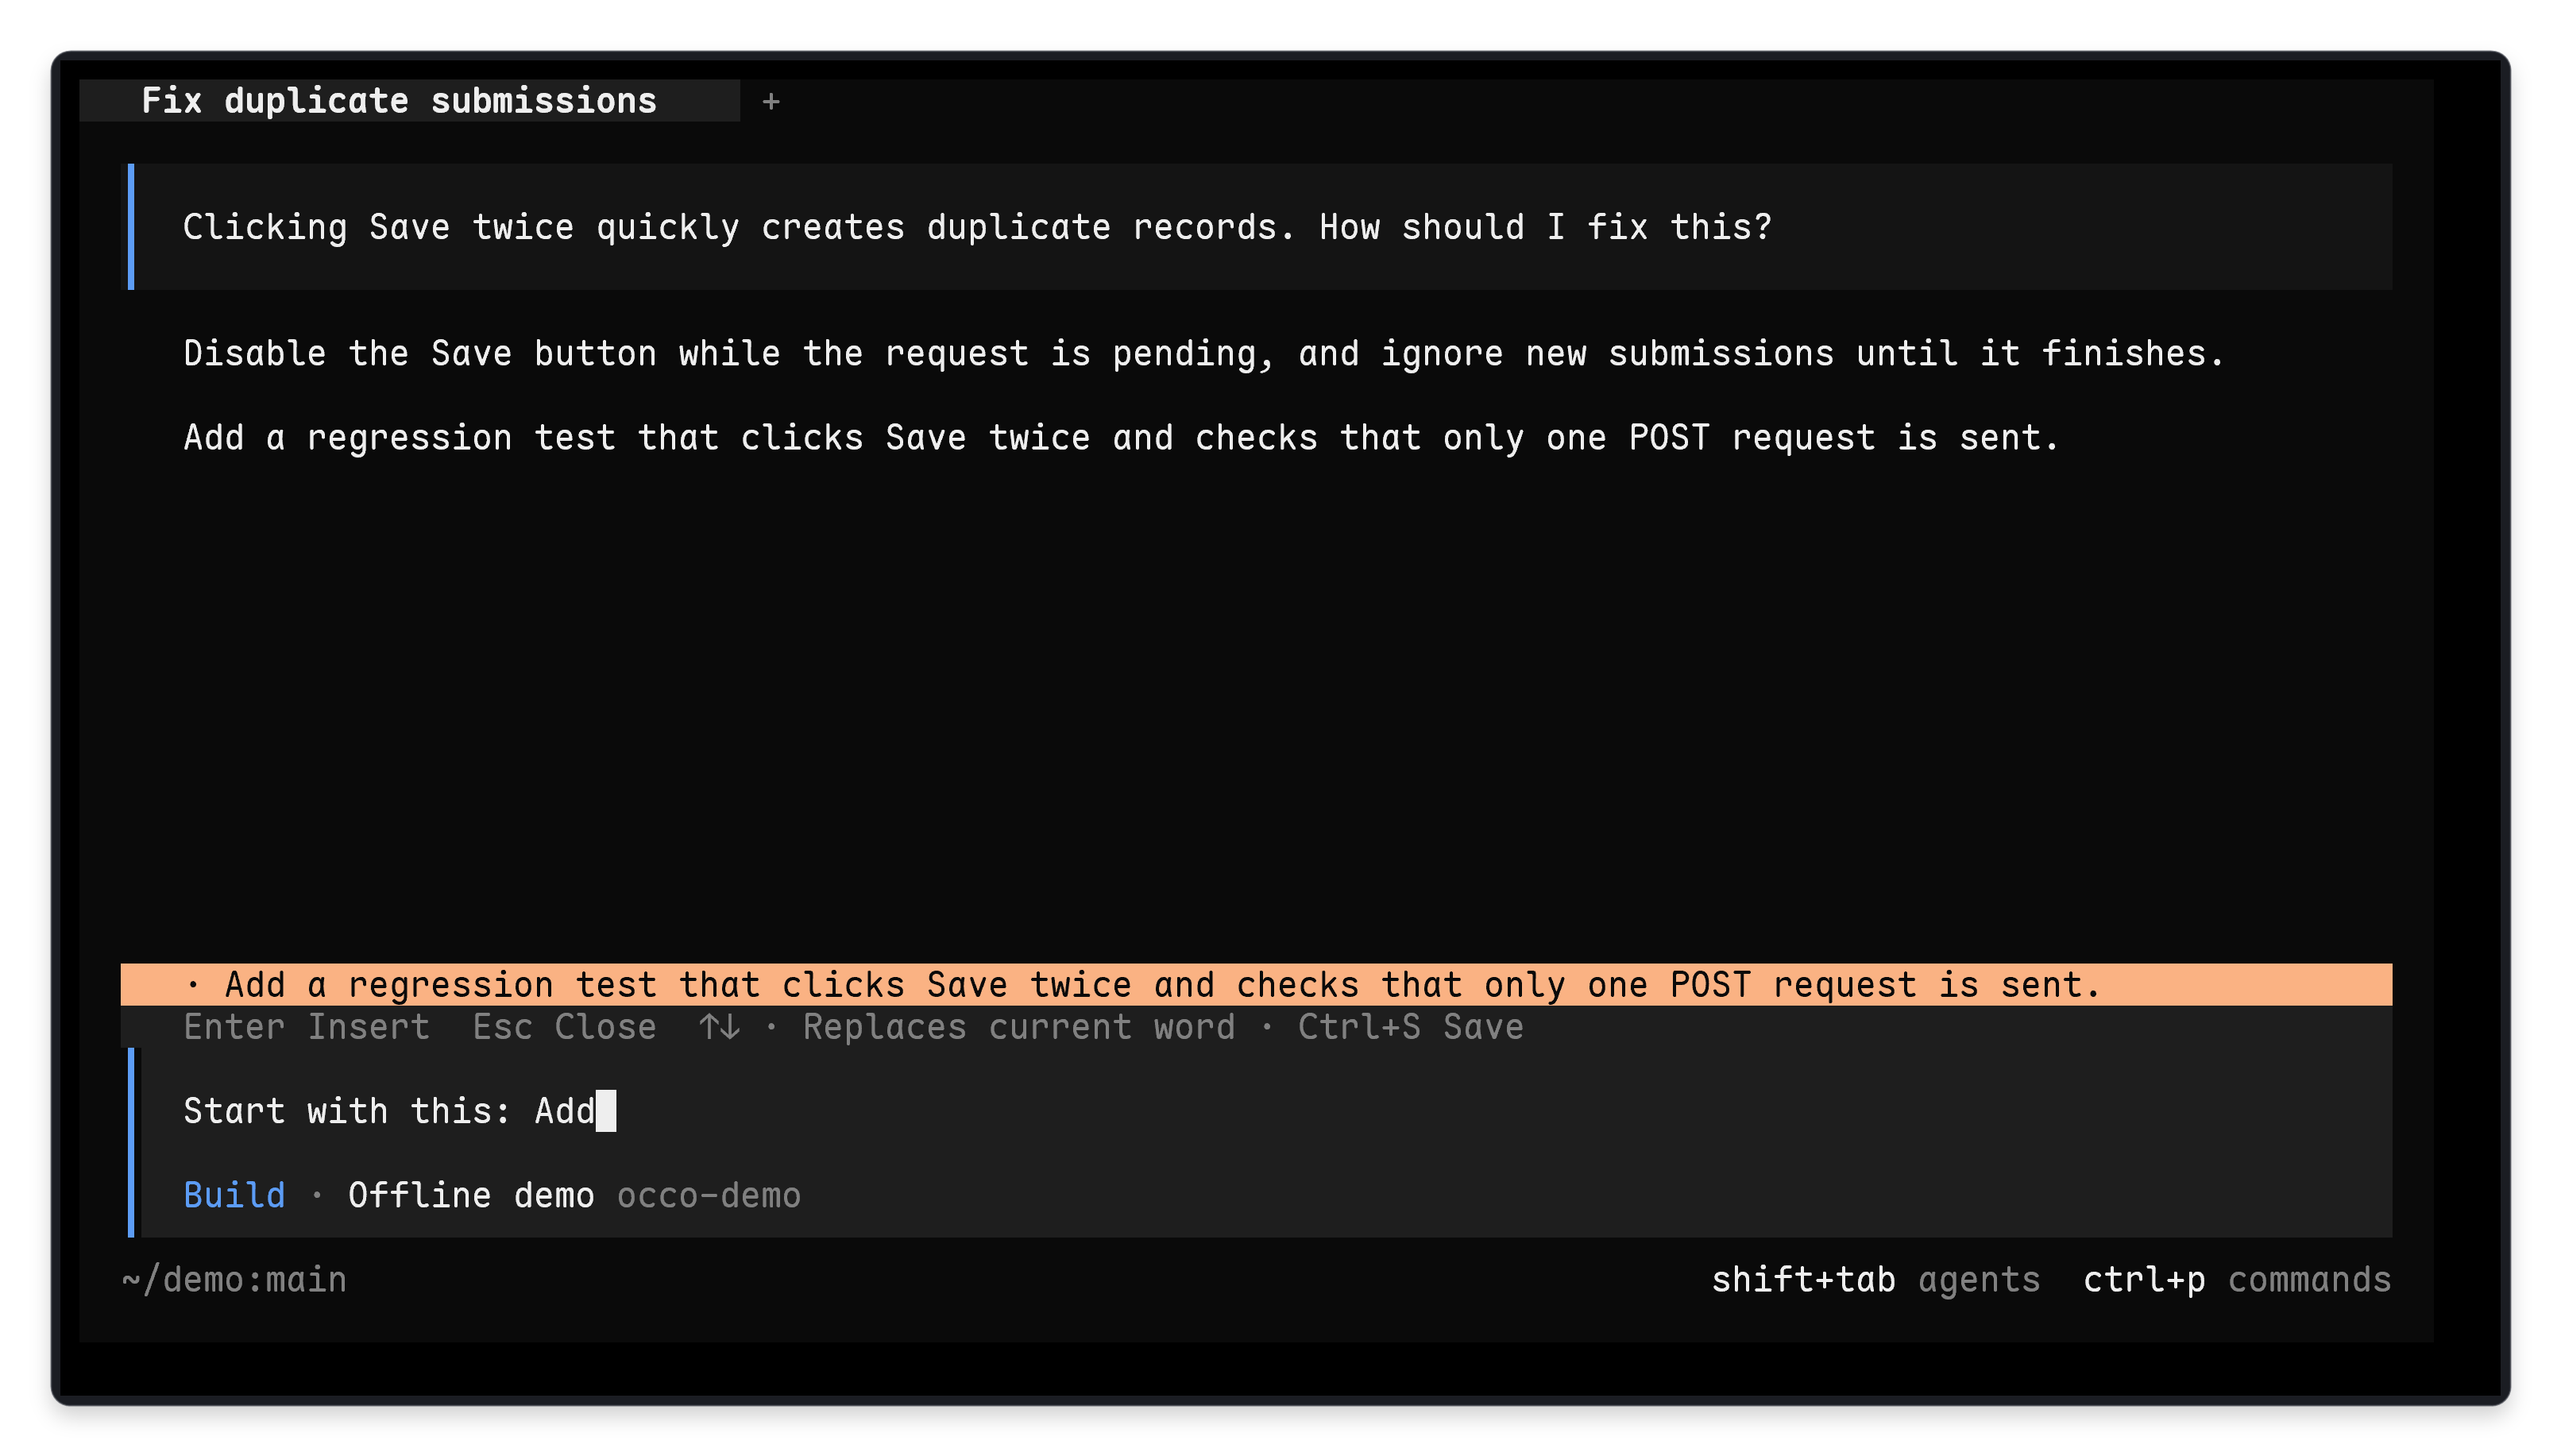 Fix duplicate submissions +
Clicking Save twice quickly creates duplicate records. How should I fix this?
Disable the Save button while the request is pending, and ignore new submissions until it finishes.
Add a regression test that clicks Save twice and checks that only one POST request is sent.
· Add a regression test that clicks Save twice and checks that only one POST request is sent.
Enter Insert  Esc Close  ↑↓ · Replaces current word · Ctrl+S Save
Start with this: Add
Build · Offline demo occo-demo
~/demo:main shift+tab agents  ctrl+p commands